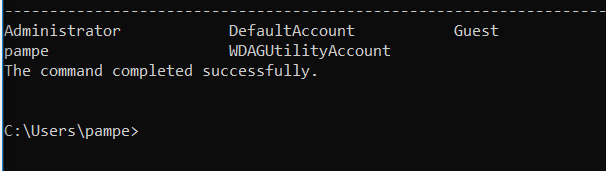 -------------------------------------------------------------------------------
Administrator            DefaultAccount           Guest
pampe                    WDAGUtilityAccount
The command completed successfully.
C:\Users\pampe>